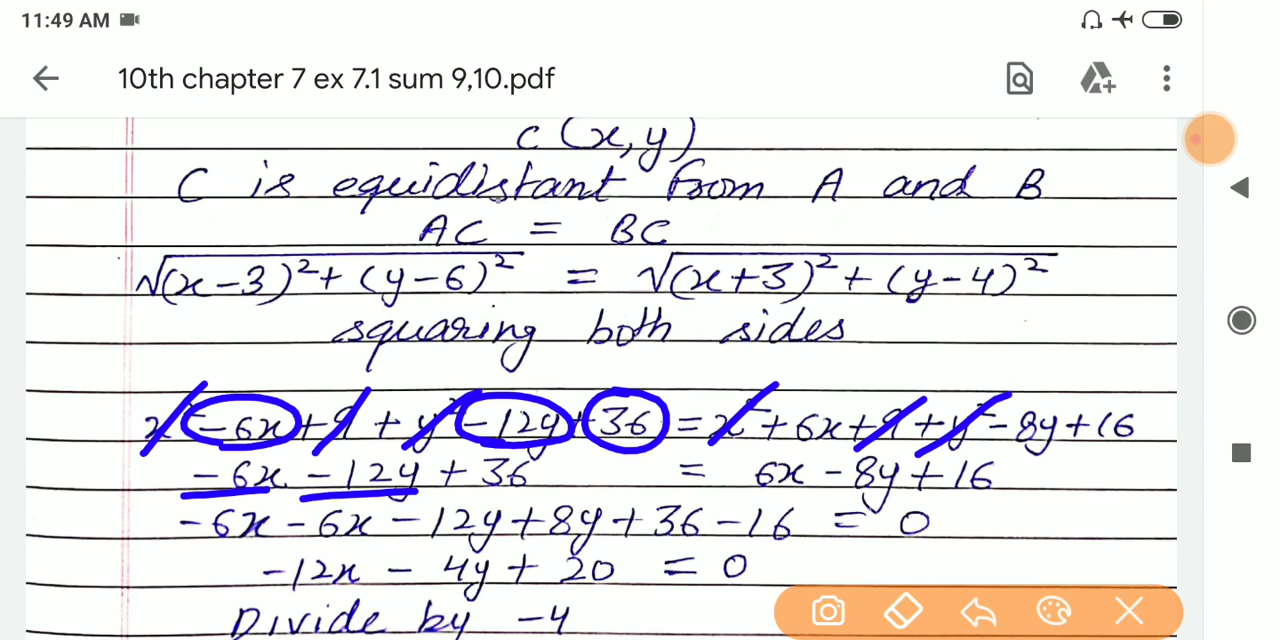 11:49 AM
10th chapter 7 ex 7.1 sum 9,10.pdf
C (x, y)
C is equidistant from A and B
AC = BC
√(x-3)²+(y-6)² = √(x+3)²+(y-4)²
squaring both sides
x²-6x+9+y²-12y+36=x²+6x+9+y²-8y+16
-6x-12y+36 = 6x-8y+16
-6x-6x-12y+8y+36-16=0
-12x-4y+20=0
Divide by -4